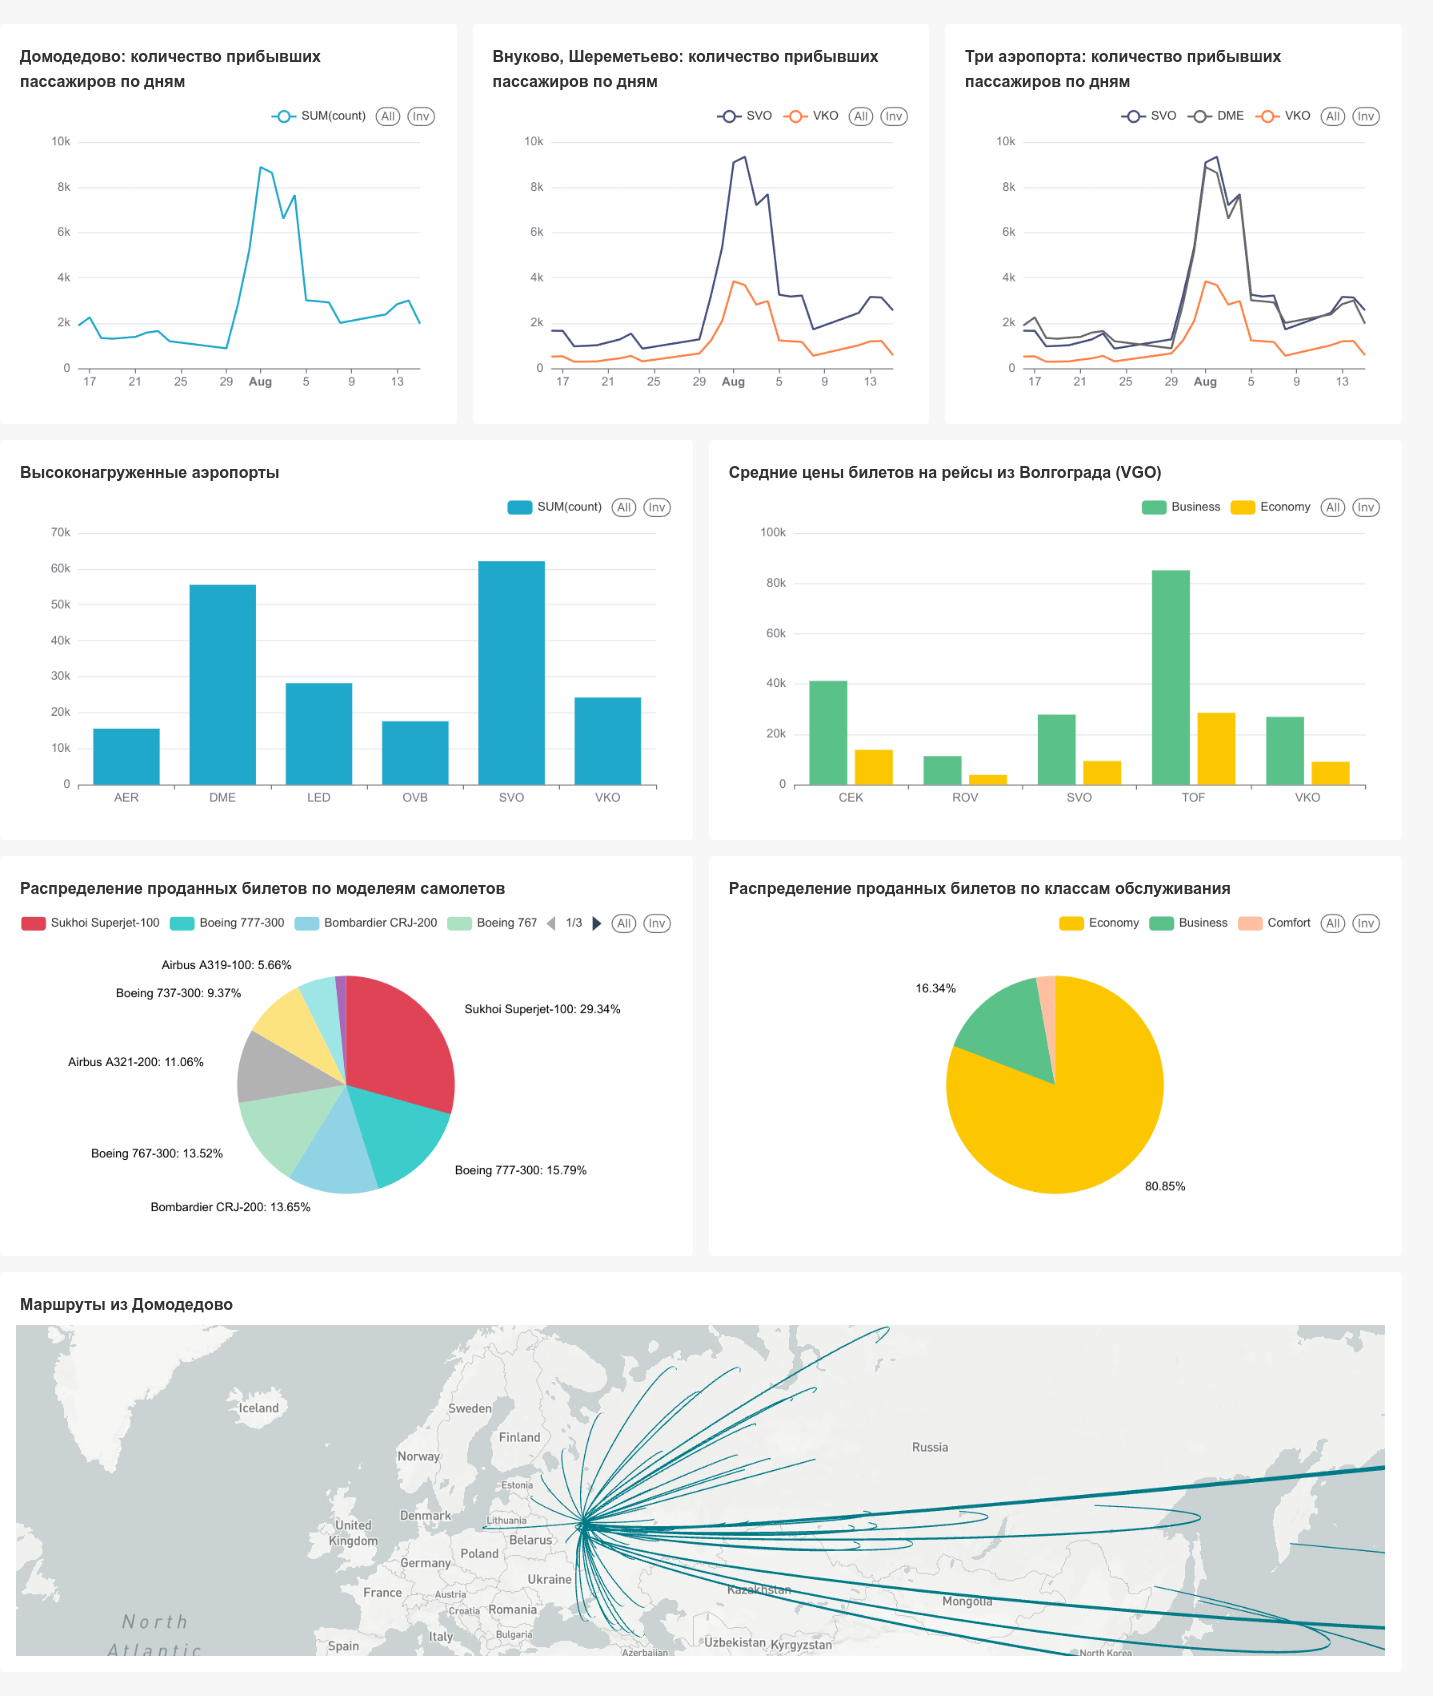 Домодедово: количество прибывших
пассажиров по дням
SUM(count) All Inv
10k
8k
6k
4k
2k
0
17 21 25 29 Aug 5 9 13
Внуково, Шереметьево: количество прибывших
пассажиров по дням
SVO VKO All Inv
10k
8k
6k
4k
2k
0
17 21 25 29 Aug 5 9 13
Три аэропорта: количество прибывших
пассажиров по дням
SVO DME VKO All Inv
10k
8k
6k
4k
2k
0
17 21 25 29 Aug 5 9 13
Высоконагруженные аэропорты
SUM(count) All Inv
70k
60k
50k
40k
30k
20k
10k
0
AER DME LED OVB SVO VKO
Средние цены билетов на рейсы из Волгограда (VGO)
Business Economy All Inv
100k
80k
60k
40k
20k
0
CEK ROV SVO TOF VKO
Распределение проданных билетов по моделеям самолетов
Sukhoi Superjet-100 Boeing 777-300 Bombardier CRJ-200 Boeing 767 1/3 All Inv
Airbus A319-100: 5.66%
Boeing 737-300: 9.37%
Sukhoi Superjet-100: 29.34%
Airbus A321-200: 11.06%
Boeing 767-300: 13.52%
Boeing 777-300: 15.79%
Bombardier CRJ-200: 13.65%
Распределение проданных билетов по классам обслуживания
Economy Business Comfort All Inv
16.34%
80.85%
Маршруты из Домодедово
Iceland
Sweden
Finland
Norway
Russia
Estonia
Denmark
Lithuania
United
Kingdom
Belarus
Poland
Germany
Ukraine
France
Austria
Kazakhstan
Mongolia
Croatia
Romania
North
Atlantic
Italy
Bulgaria
Spain
Uzbekistan
Kyrgyzstan
Azerbaijan
North Korea